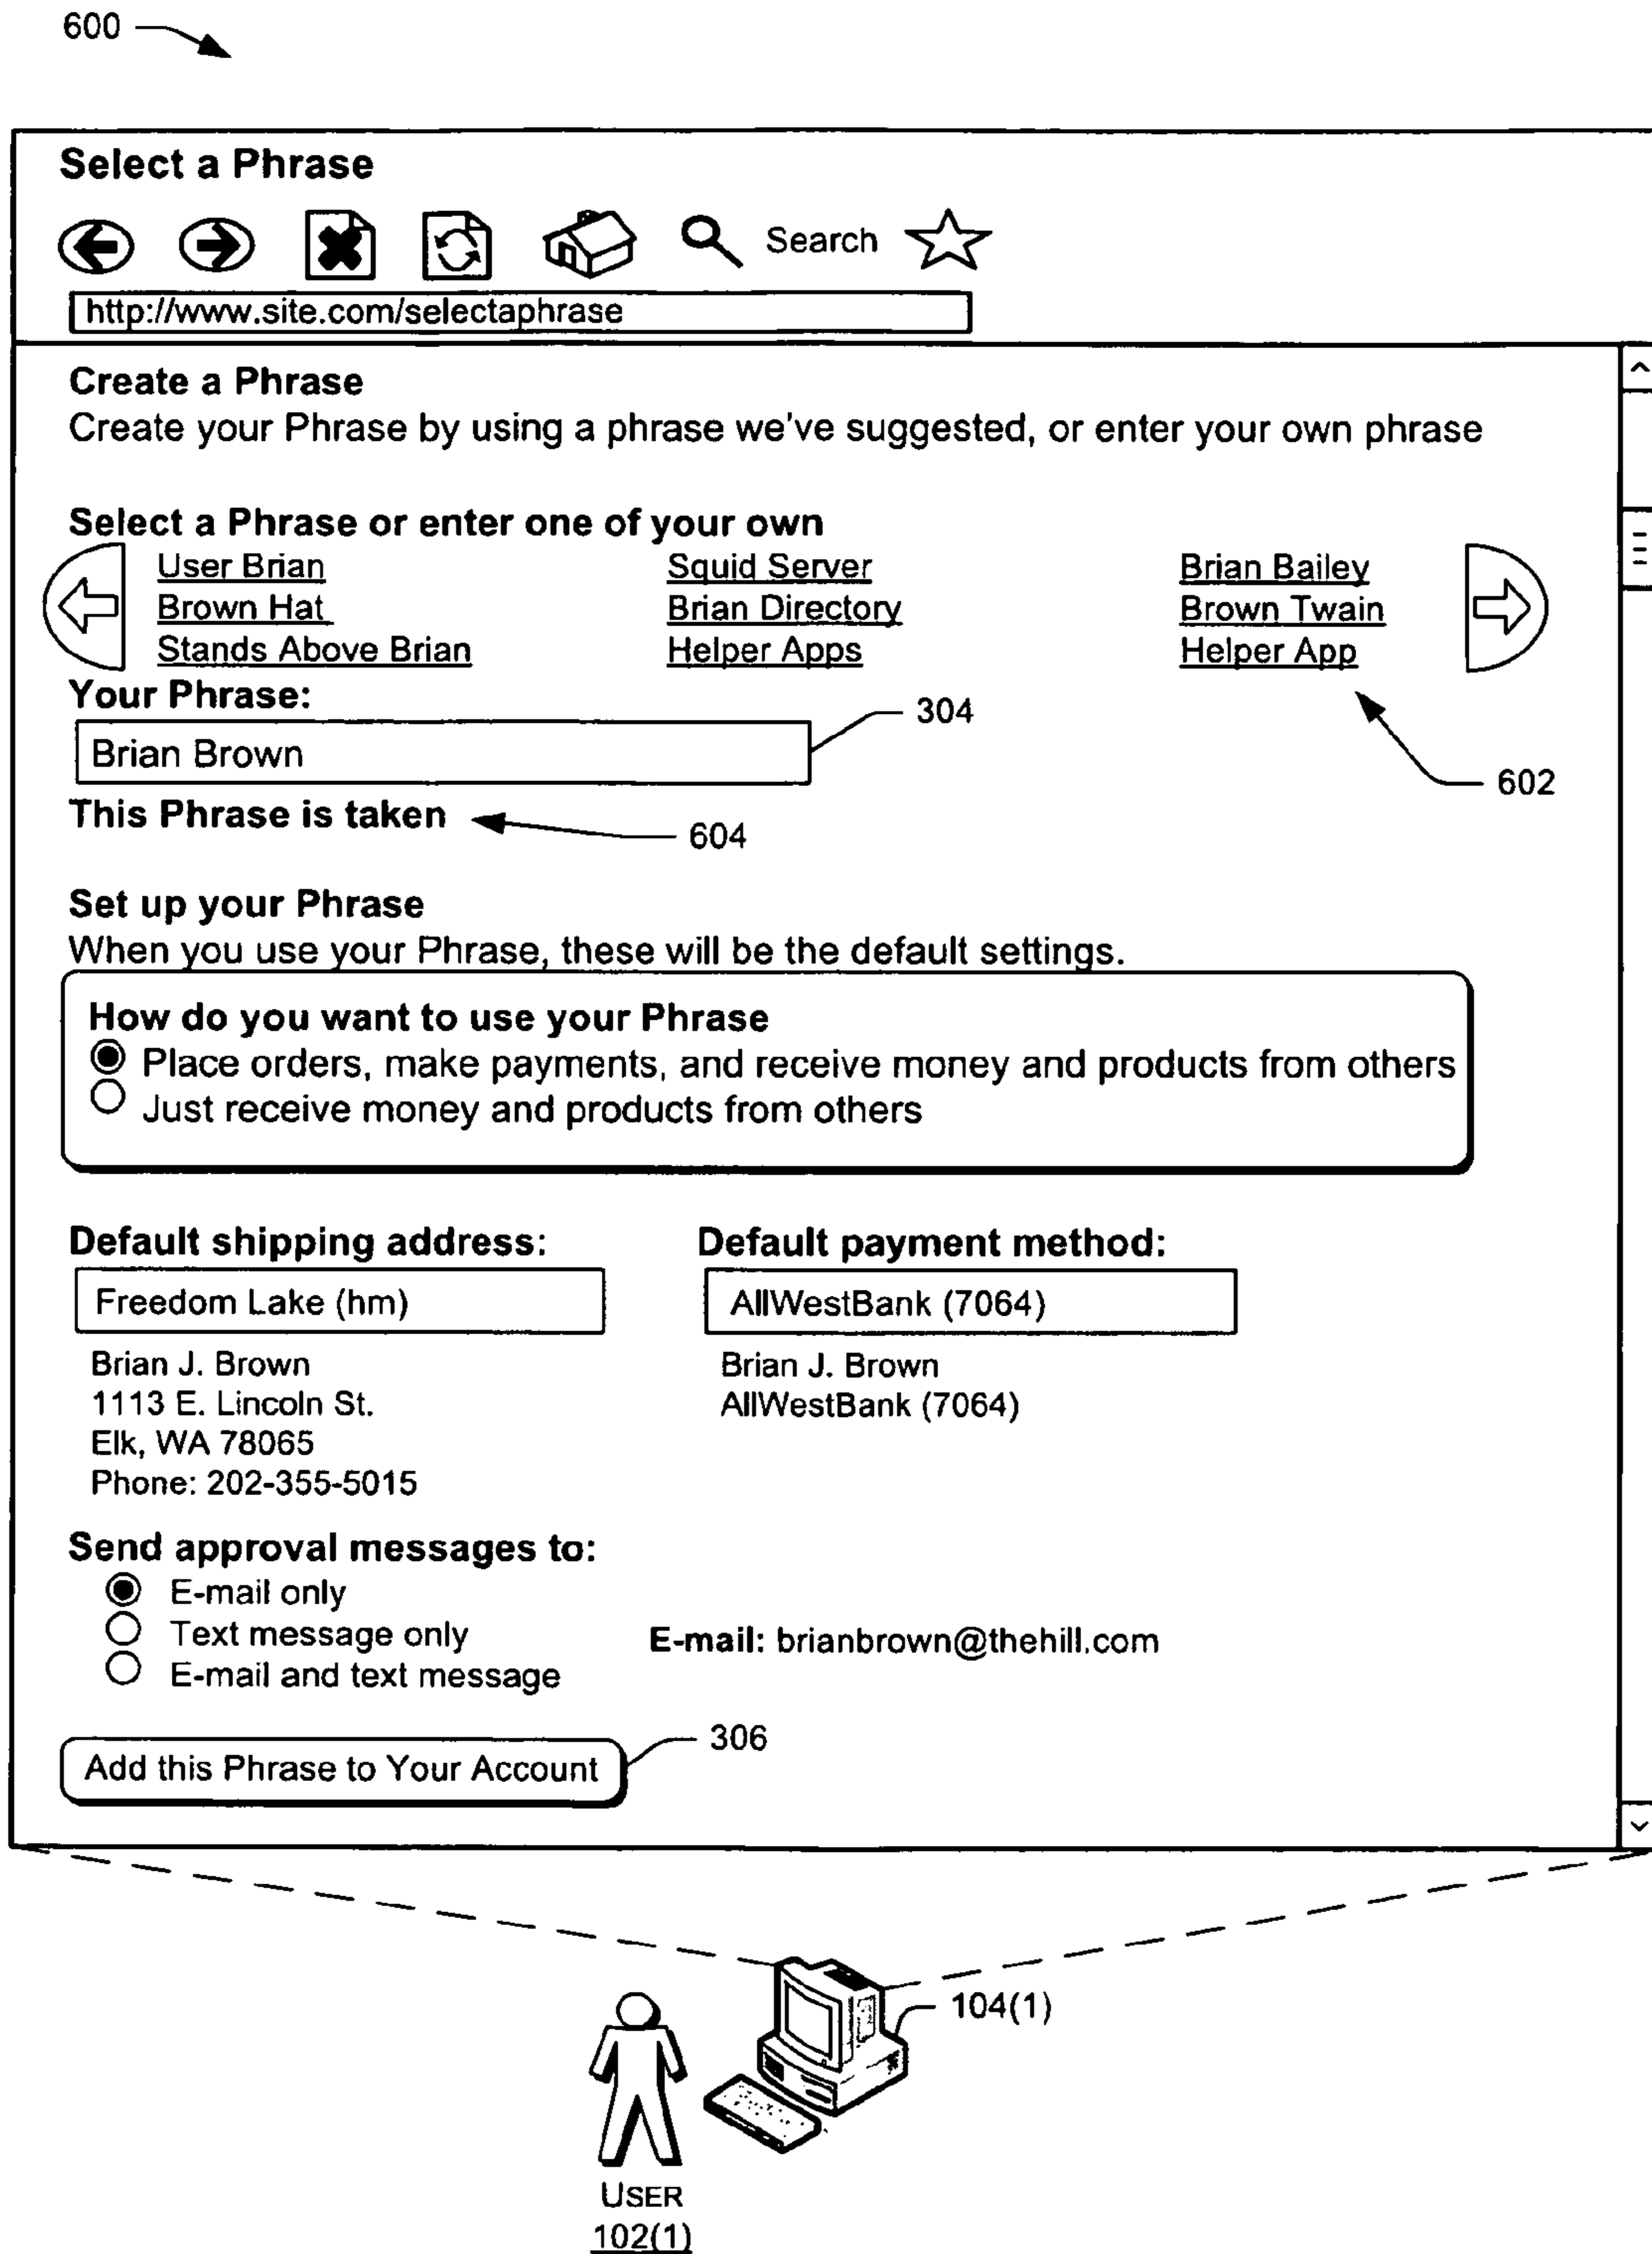 600
Select a Phrase
Search
http://www.site.com/selectaphrase
Create a Phrase
Create your Phrase by using a phrase we've suggested, or enter your own phrase
Select a Phrase or enter one of your own
User Brian Squid Server Brian Bailey
Brown Hat Brian Directory Brown Twain
Stands Above Brian Helper Apps Helper App
Your Phrase:
304
Brian Brown
602
This Phrase is taken
604
Set up your Phrase
When you use your Phrase, these will be the default settings.
How do you want to use your Phrase
Place orders, make payments, and receive money and products from others
Just receive money and products from others
Default shipping address: Default payment method:
Freedom Lake (hm) AllWestBank (7064)
Brian J. Brown Brian J. Brown
1113 E. Lincoln St. AllWestBank (7064)
Elk, WA 78065
Phone: 202-355-5015
Send approval messages to:
E-mail only
Text message only E-mail: brianbrown@thehill.com
E-mail and text message
306
Add this Phrase to Your Account
104(1)
USER
102(1)